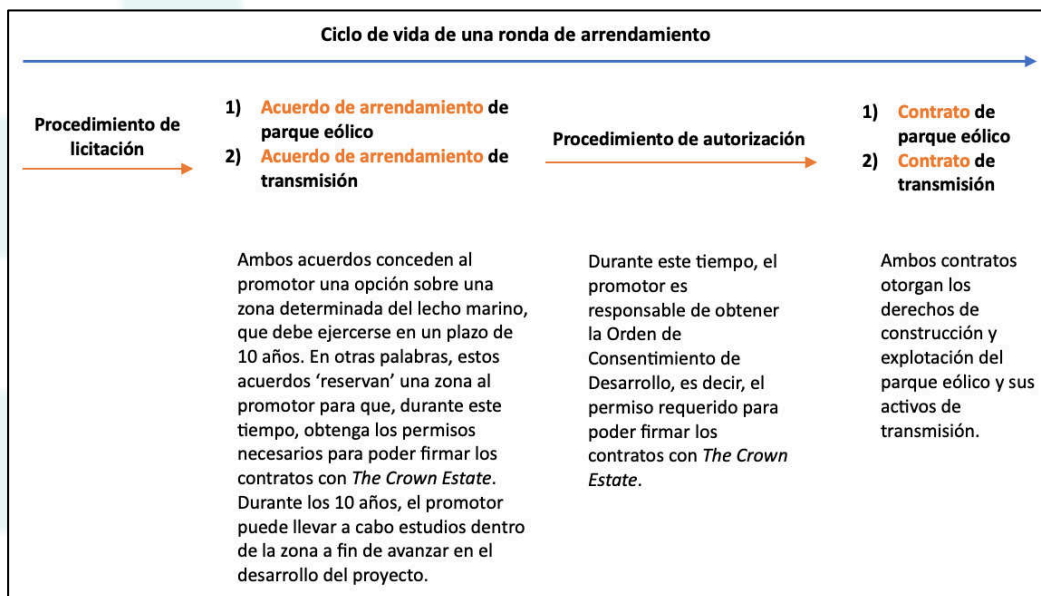 Ciclo de vida de una ronda de arrendamiento
Procedimiento de
licitación
1) Acuerdo de arrendamiento de
parque eólico
2) Acuerdo de arrendamiento de
transmisión
Procedimiento de autorización
1) Contrato de
parque eólico
2) Contrato de
transmisión
Ambos acuerdos conceden al
promotor una opción sobre una
zona determinada del lecho marino,
que debe ejercerse en un plazo de
10 años. En otras palabras, estos
acuerdos ‘reservan’ una zona al
promotor para que, durante este
tiempo, obtenga los permisos
necesarios para poder firmar los
contratos con The Crown Estate.
Durante los 10 años, el promotor
puede llevar a cabo estudios dentro
de la zona a fin de avanzar en el
desarrollo del proyecto.
Durante este tiempo, el
promotor es
responsable de obtener
la Orden de
Consentimiento de
Desarrollo, es decir, el
permiso requerido para
poder firmar los
contratos con The Crown
Estate.
Ambos contratos
otorgan los
derechos de
construcción y
explotación del
parque eólico y sus
activos de
transmisión.